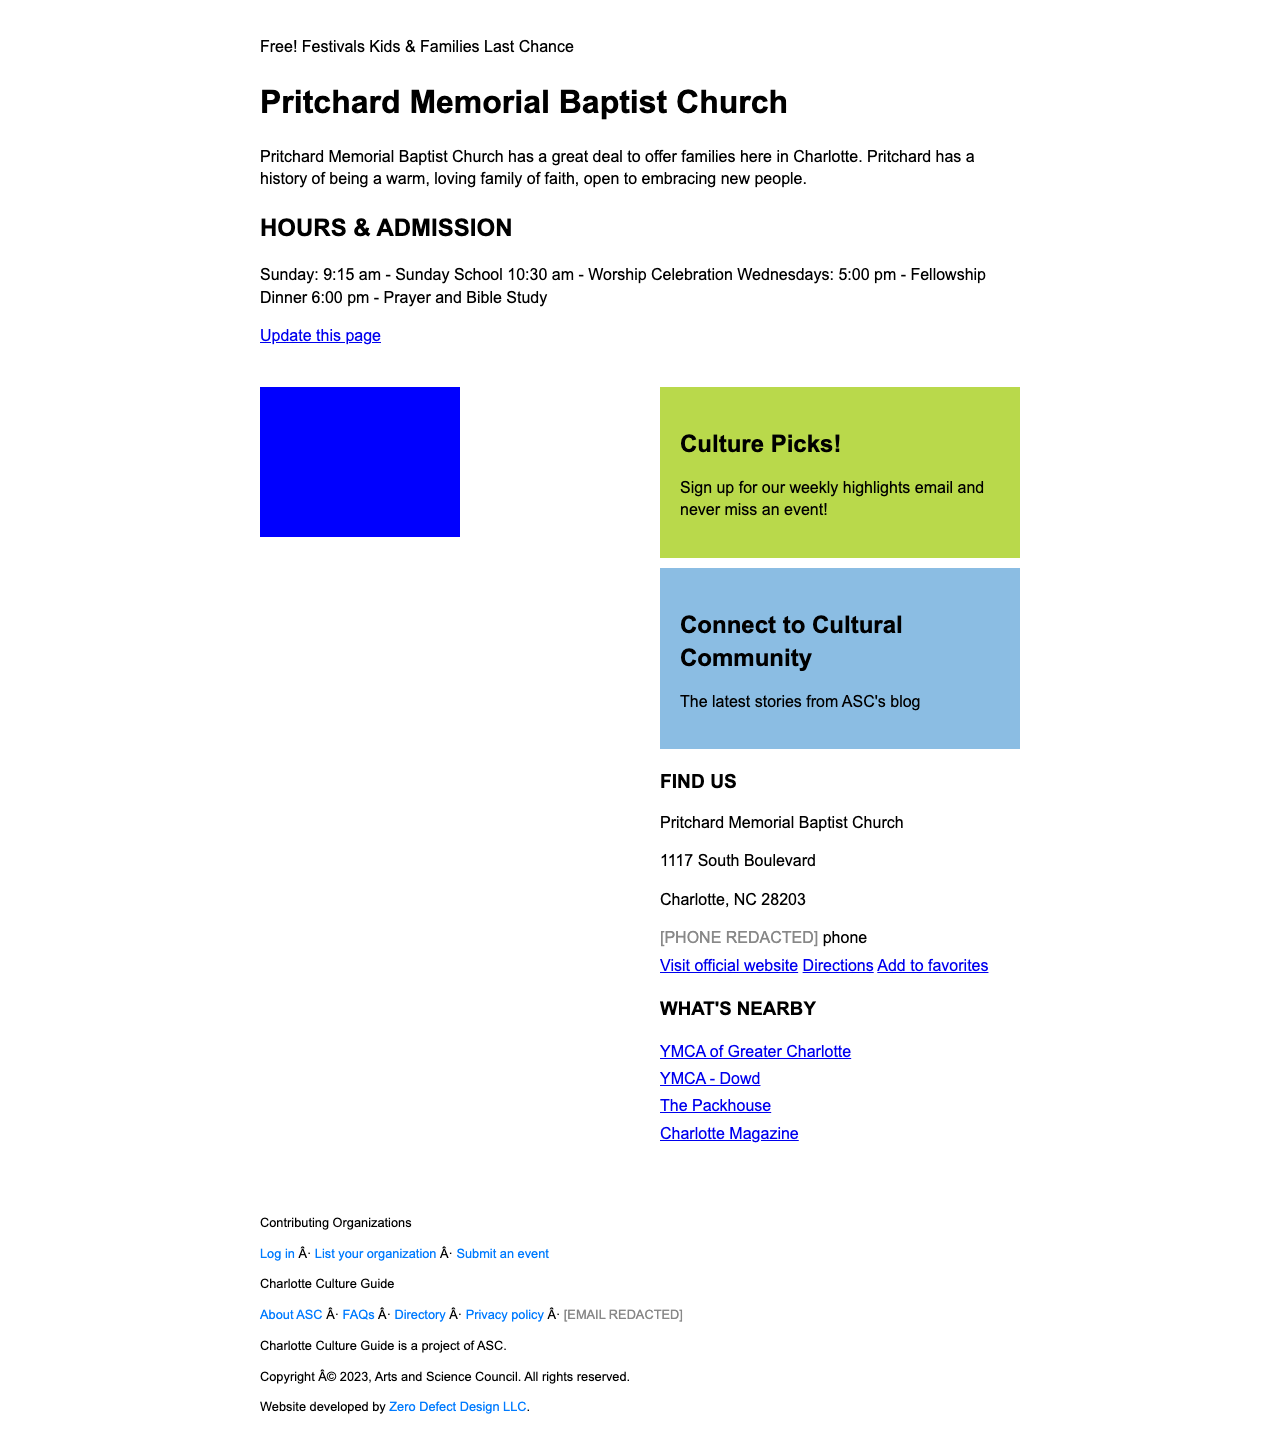 Free! Festivals Kids & Families Last Chance
Pritchard Memorial Baptist Church
Pritchard Memorial Baptist Church has a great deal to offer families here in Charlotte. Pritchard has a
history of being a warm, loving family of faith, open to embracing new people.
HOURS & ADMISSION
Sunday: 9:15 am - Sunday School 10:30 am - Worship Celebration Wednesdays: 5:00 pm - Fellowship
Dinner 6:00 pm - Prayer and Bible Study
Update this page
Culture Picks!
Sign up for our weekly highlights email and
never miss an event!
Connect to Cultural
Community
The latest stories from ASC's blog
FIND US
Pritchard Memorial Baptist Church
1117 South Boulevard
Charlotte, NC 28203
[PHONE REDACTED] phone
Visit official website Directions Add to favorites
WHAT'S NEARBY
YMCA of Greater Charlotte
YMCA - Dowd
The Packhouse
Charlotte Magazine
Contributing Organizations
Log in Â· List your organization Â· Submit an event
Charlotte Culture Guide
About ASC Â· FAQs Â· Directory Â· Privacy policy Â· [EMAIL REDACTED]
Charlotte Culture Guide is a project of ASC.
Copyright Â© 2023, Arts and Science Council. All rights reserved.
Website developed by Zero Defect Design LLC.